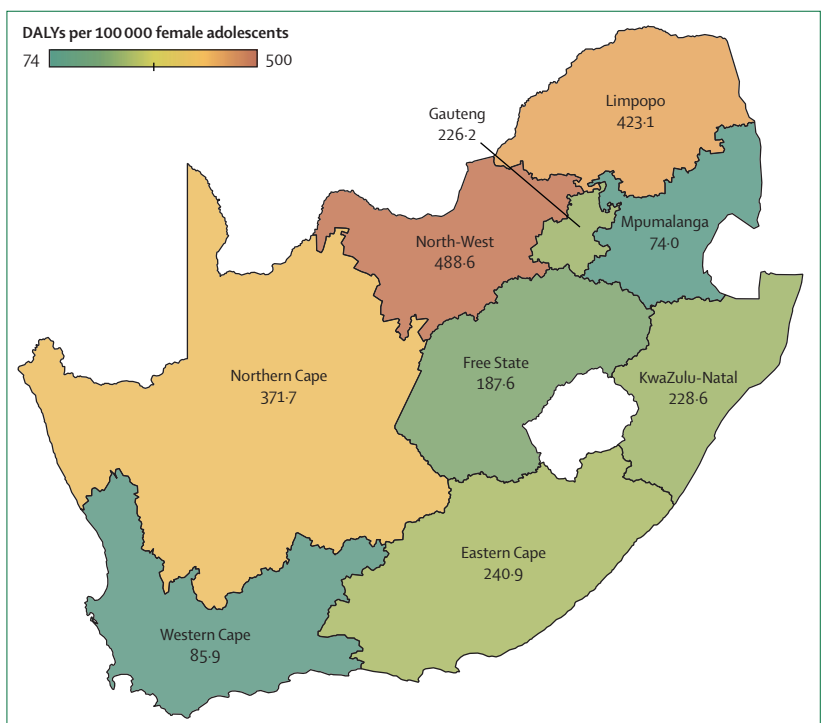 DALYs per 100 000 female adolescents
74
500
Limpopo
423·1
Gauteng
226·2
Mpumalanga
74·0
North-West
488·6
Free State
187·6
Northern Cape
371·7
KwaZulu-Natal
228·6
Eastern Cape
240·9
Western Cape
85·9